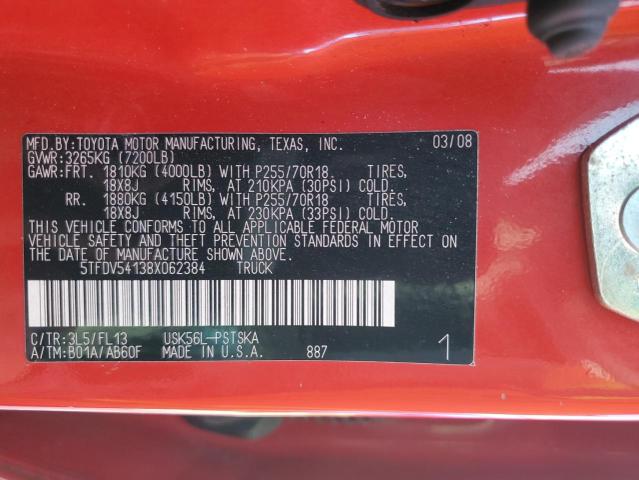 MFD.BY:TOYOTA MOTOR MANUFACTURING, TEXAS, INC. 03/08
GVWR:3265KG (7200LB)
GAWR:FRT. 1810KG (4000LB) WITH P255/70R18 TIRES,
18X8J RIMS, AT 210KPA (30PSI) COLD.
RR. 1880KG (4150LB) WITH P255/70R18 TIRES,
18X8J RIMS, AT 230KPA (33PSI) COLD.
THIS VEHICLE CONFORMS TO ALL APPLICABLE FEDERAL MOTOR
VEHICLE SAFETY AND THEFT PREVENTION STANDARDS IN EFFECT ON
THE DATE OF MANUFACTURE SHOWN ABOVE.
5TFDV54138X062384 TRUCK
C/TR:3L5/FL13 USK56L-PSTSKA
A/TM:B01A/AB60F MADE IN U.S.A. 887 1